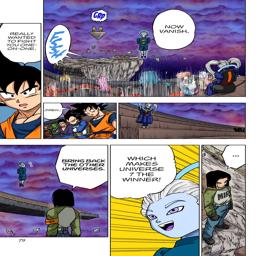 REALLY
WANTED TO
FIGHT
YOU ONE-
ON-ONE.
GRP
NOW
VANISH.
BRING BACK
THE OTHER
UNIVERSES.
WHICH
MAKES
UNIVERSE
7 THE
WINNER!
...
79